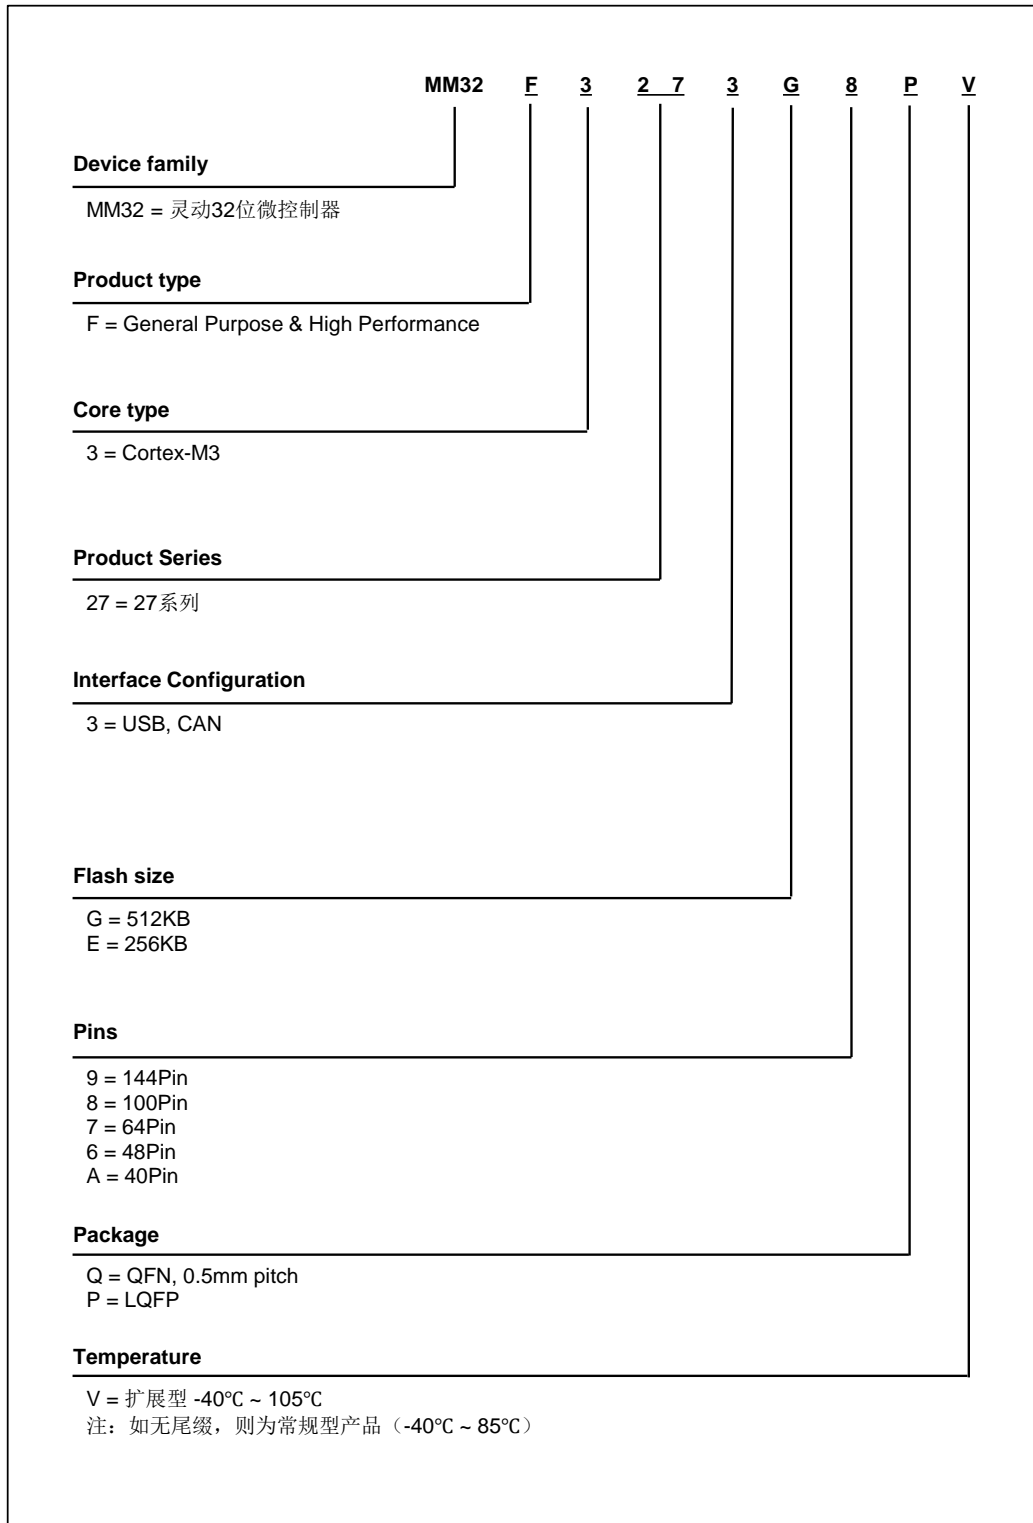 MM32 F 3 2 7 3 G 8 P V
Device family
MM32 = 灵动32位微控制器
Product type
F = General Purpose & High Performance
Core type
3 = Cortex-M3
Product Series
27 = 27系列
Interface Configuration
3 = USB, CAN
Flash size
G = 512KB
E = 256KB
Pins
9 = 144Pin
8 = 100Pin
7 = 64Pin
6 = 48Pin
A = 40Pin
Package
Q = QFN, 0.5mm pitch
P = LQFP
Temperature
V = 扩展型 -40℃ ~ 105℃
注：如无尾缀，则为常规型产品（-40℃ ~ 85℃）